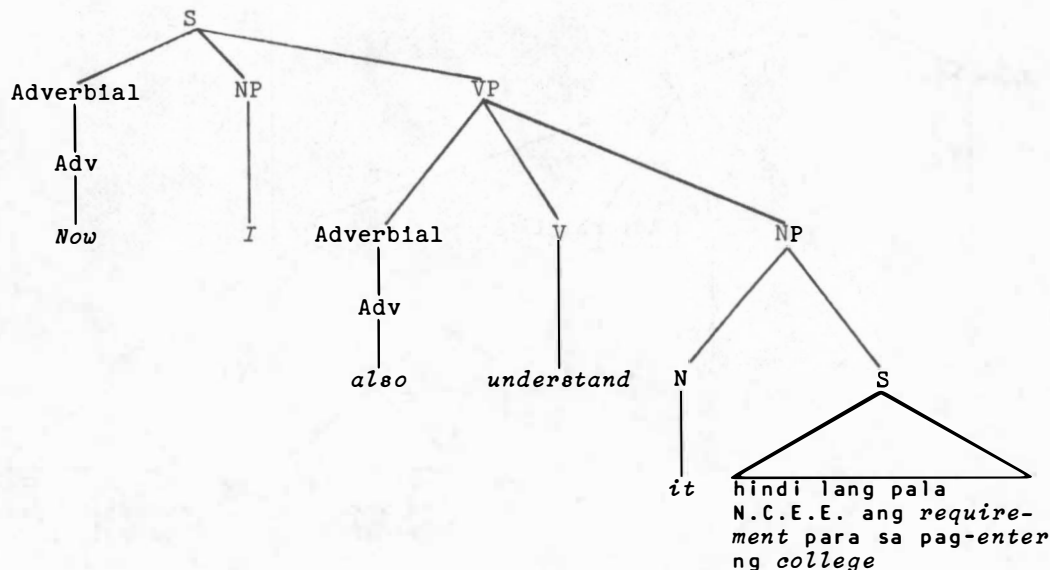 S
Adverbial NP VP
Adv
Now I Adverbial V NP
Adv
also understand N S
it hindi lang pala
N.C.E.E. ang require-
ment para sa pag-enter
ng college